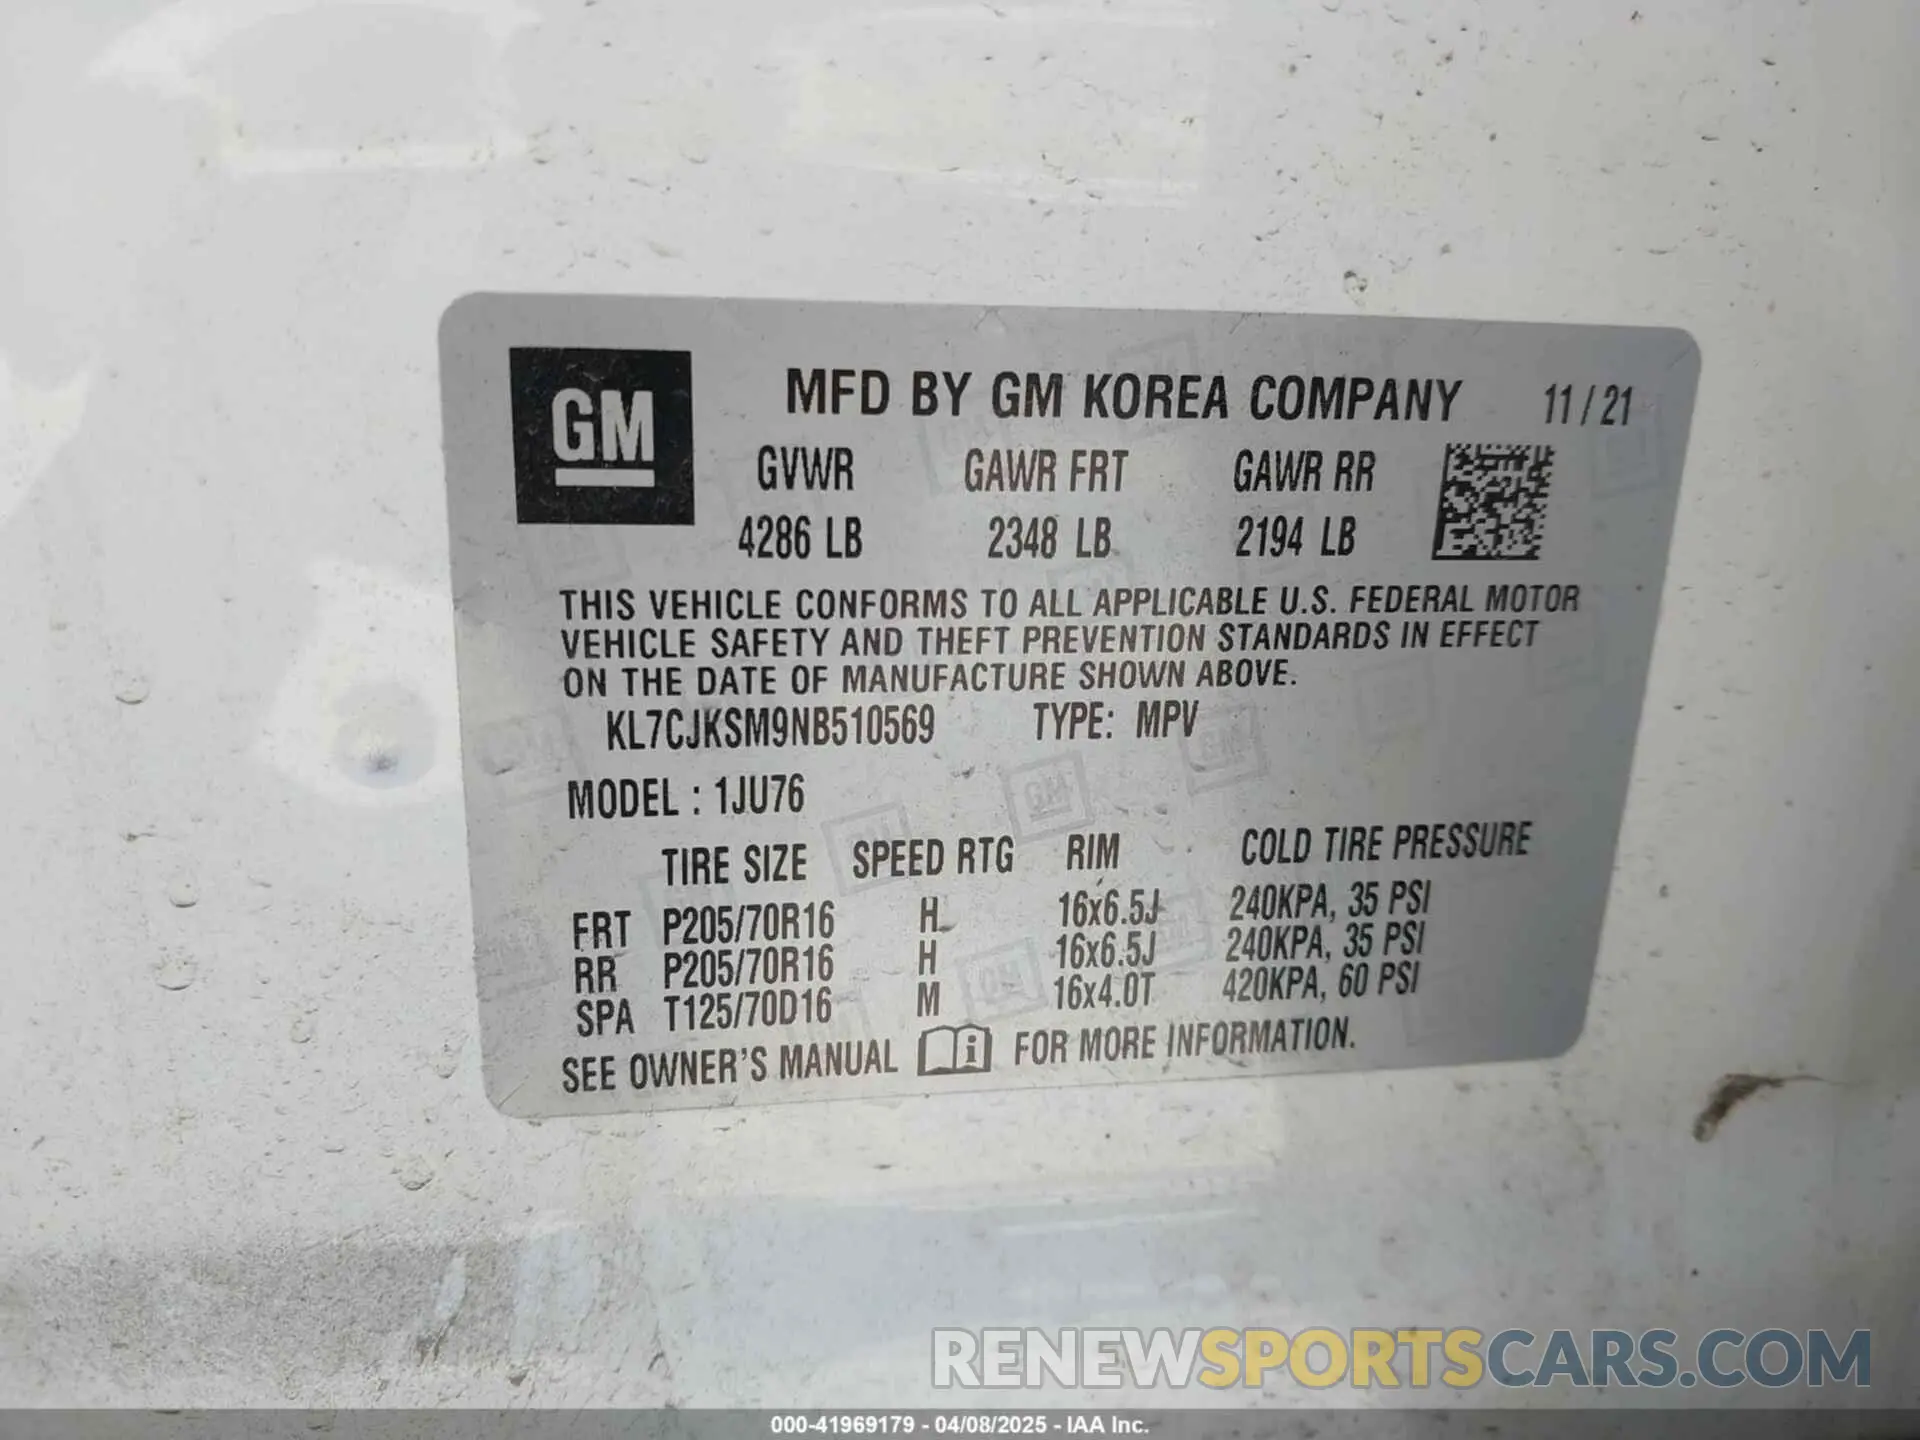 GM MFD BY GM KOREA COMPANY 11/21
GVWR GAWR FRT GAWR RR
4286 LB 2348 LB 2194 LB
THIS VEHICLE CONFORMS TO ALL APPLICABLE U.S. FEDERAL MOTOR
VEHICLE SAFETY AND THEFT PREVENTION STANDARDS IN EFFECT
ON THE DATE OF MANUFACTURE SHOWN ABOVE.
KL7CJKSM9NB510569 TYPE: MPV
MODEL : 1JU76
TIRE SIZE SPEED RTG RIM COLD TIRE PRESSURE
FRT P205/70R16 H 16x6.5J 240KPA, 35 PSI
RR P205/70R16 H 16x6.5J 240KPA, 35 PSI
SPA T125/70D16 M 16x4.0T 420KPA, 60 PSI
SEE OWNER'S MANUAL i FOR MORE INFORMATION.
RENEWSPORTSCARS.COM
000-41969179 - 04/08/2025 - IAA Inc.